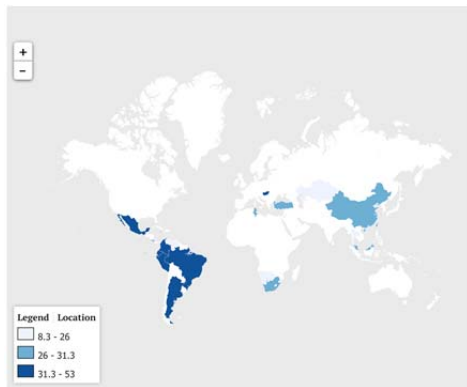 +
−
Legend Location
8.3 - 26
26 - 31.3
31.3 - 53